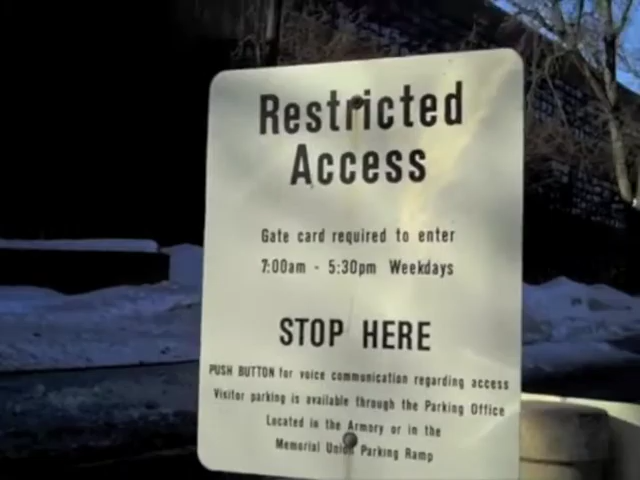 Restricted
Access
Gate card required to enter
7:00am - 5:30pm Weekdays
STOP HERE
PUSH BUTTON for voice communication regarding access
Visitor parking is available through the Parking Office
Located in the Armory or in the
Memorial Union Parking Ramp